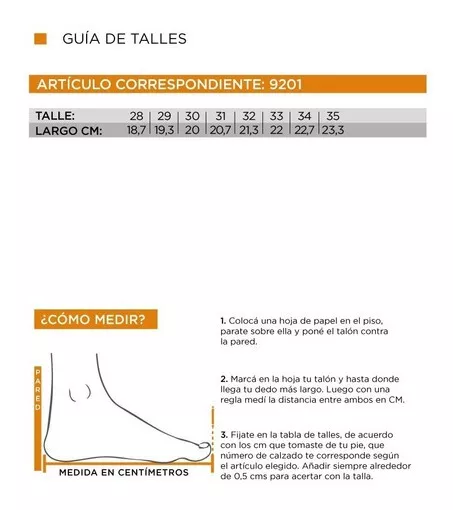 GUÍA DE TALLES
ARTÍCULO CORRESPONDIENTE: 9201
TALLE: 28 | 29 | 30 | 31 | 32 | 33 | 34 | 35
LARGO CM: 18,7 | 19,3 | 20 | 20,7 | 21,3 | 22 | 22,7 | 23,3
¿CÓMO MEDIR?
PARED
MEDIDA EN CENTÍMETROS
1. Colocá una hoja de papel en el piso,
parate sobre ella y poné el talón contra
la pared.
2. Marcá en la hoja tu talón y hasta donde
llega tu dedo más largo. Luego con una
regla medí la distancia entre ambos en CM.
3. Fijate en la tabla de talles, de acuerdo
con los cm que tomaste de tu pie, que
número de calzado te corresponde según
el artículo elegido. Añadir siempre alrededor
de 0,5 cms para acertar con la talla.